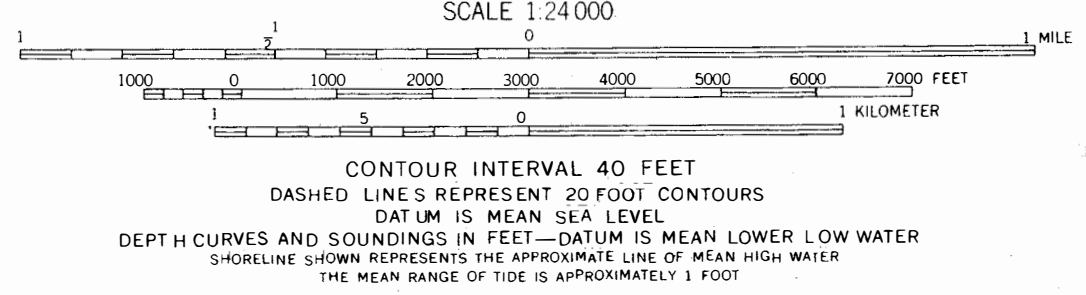 SCALE 1:24 000
1 1/2 0 1 MILE
1000 0 1000 2000 3000 4000 5000 6000 7000 FEET
1 5 0 1 KILOMETER
CONTOUR INTERVAL 40 FEET
DASHED LINES REPRESENT 20 FOOT CONTOURS
DATUM IS MEAN SEA LEVEL
DEPTH CURVES AND SOUNDINGS IN FEET—DATUM IS MEAN LOWER LOW WATER
SHORELINE SHOWN REPRESENTS THE APPROXIMATE LINE OF MEAN HIGH WATER
THE MEAN RANGE OF TIDE IS APPROXIMATELY 1 FOOT